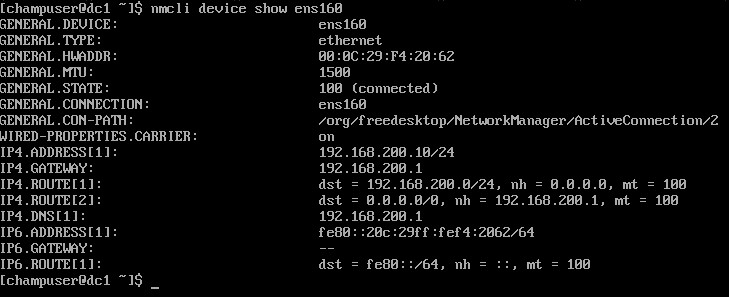 [champuser@dc1 ~]$ nmcli device show ens160
GENERAL.DEVICE: ens160
GENERAL.TYPE: ethernet
GENERAL.HWADDR: 00:0C:29:F4:20:62
GENERAL.MTU: 1500
GENERAL.STATE: 100 (connected)
GENERAL.CONNECTION: ens160
GENERAL.CON-PATH: /org/freedesktop/NetworkManager/ActiveConnection/2
WIRED-PROPERTIES.CARRIER: on
IP4.ADDRESS[1]: 192.168.200.10/24
IP4.GATEWAY: 192.168.200.1
IP4.ROUTE[1]: dst = 192.168.200.0/24, nh = 0.0.0.0, mt = 100
IP4.ROUTE[2]: dst = 0.0.0.0/0, nh = 192.168.200.1, mt = 100
IP4.DNS[1]: 192.168.200.1
IP6.ADDRESS[1]: fe80::20c:29ff:fef4:2062/64
IP6.GATEWAY: --
IP6.ROUTE[1]: dst = fe80::/64, nh = ::, mt = 100
[champuser@dc1 ~]$ _